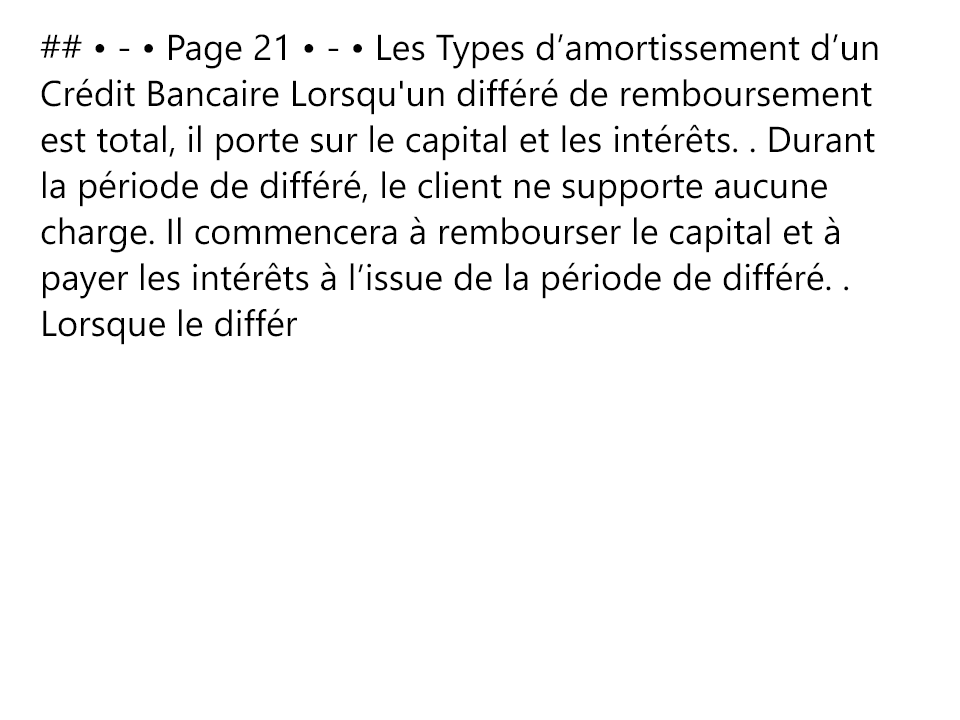 ## • - • Page 21 • - • Les Types d’amortissement d’un
Crédit Bancaire Lorsqu'un différé de remboursement
est total, il porte sur le capital et les intérêts. . Durant
la période de différé, le client ne supporte aucune
charge. Il commencera à rembourser le capital et à
payer les intérêts à l’issue de la période de différé. .
Lorsque le différ